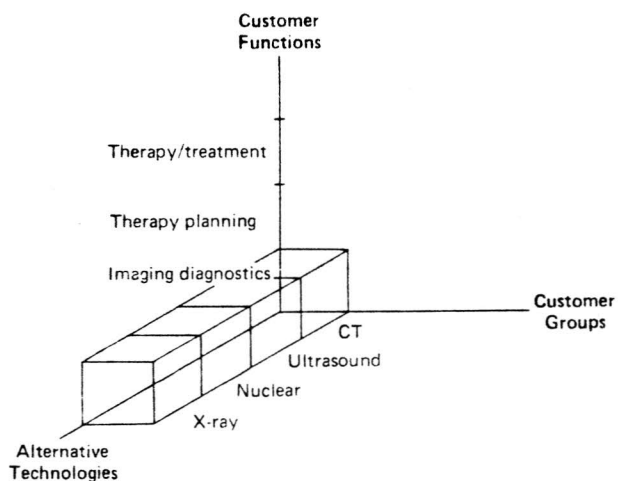 Customer
Functions
Therapy/treatment
Therapy planning
Imaging diagnostics
Customer
Groups
CT
Ultrasound
Nuclear
X-ray
Alternative
Technologies